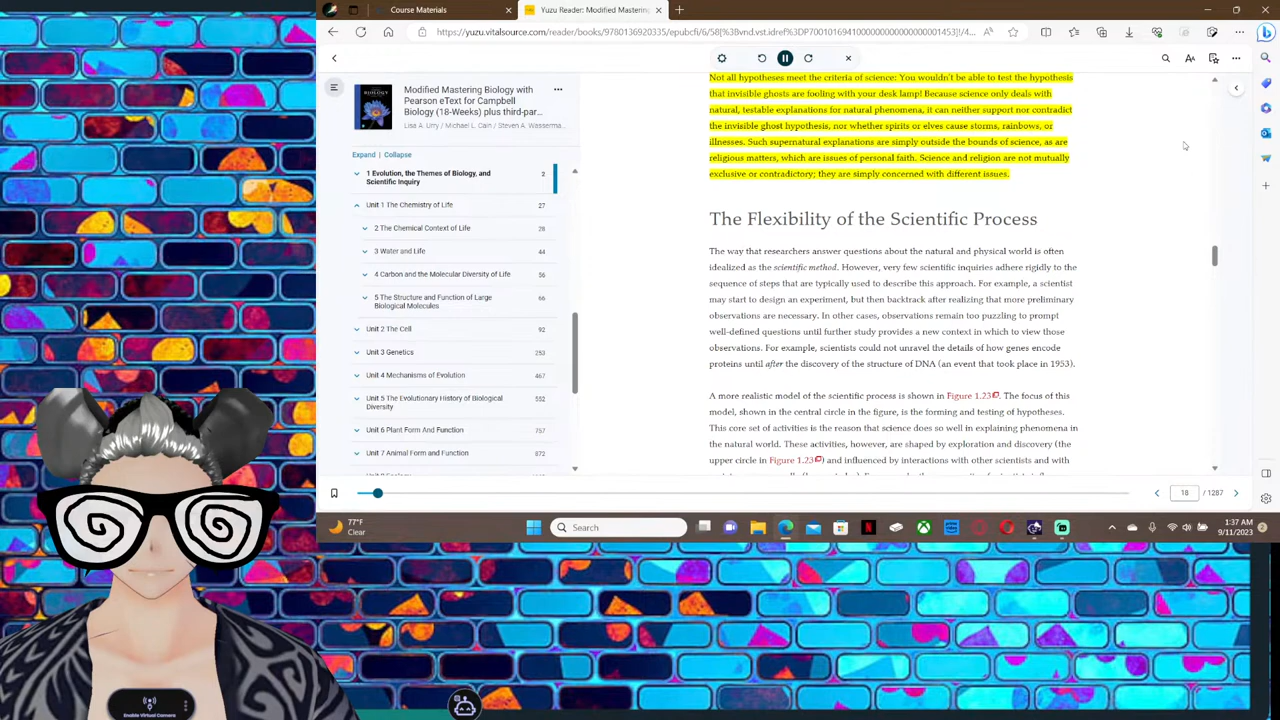 Course Materials
Yuzu Reader: Modified Mastering
https://yuzu.vitalsource.com/reader/books/9780136920335/epubcfi/6/58[%3Bvnd.vst.idref%3DP70010169410000000000000000001453]!/4...
Modified Mastering Biology with
Pearson eText for Campbell
Biology (18-Weeks) plus third-par...
Lisa A. Urry / Michael L. Cain / Steven A. Wasserma...
Expand | Collapse
1 Evolution, the Themes of Biology, and
Scientific Inquiry
2
Unit 1 The Chemistry of Life
27
2 The Chemical Context of Life
28
3 Water and Life
44
4 Carbon and the Molecular Diversity of Life
56
5 The Structure and Function of Large
Biological Molecules
66
Unit 2 The Cell
92
Unit 3 Genetics
253
Unit 4 Mechanisms of Evolution
467
Unit 5 The Evolutionary History of Biological
Diversity
552
Unit 6 Plant Form And Function
757
Unit 7 Animal Form and Function
872
Not all hypotheses meet the criteria of science: You wouldn't be able to test the hypothesis
that invisible ghosts are fooling with your desk lamp! Because science only deals with
natural, testable explanations for natural phenomena, it can neither support nor contradict
the invisible ghost hypothesis, nor whether spirits or elves cause storms, rainbows, or
illnesses. Such supernatural explanations are simply outside the bounds of science, as are
religious matters, which are issues of personal faith. Science and religion are not mutually
exclusive or contradictory; they are simply concerned with different issues.
The Flexibility of the Scientific Process
The way that researchers answer questions about the natural and physical world is often
idealized as the scientific method. However, very few scientific inquiries adhere rigidly to the
sequence of steps that are typically used to describe this approach. For example, a scientist
may start to design an experiment, but then backtrack after realizing that more preliminary
observations are necessary. In other cases, observations remain too puzzling to prompt
well-defined questions until further study provides a new context in which to view those
observations. For example, scientists could not unravel the details of how genes encode
proteins until after the discovery of the structure of DNA (an event that took place in 1953).
A more realistic model of the scientific process is shown in Figure 1.23. The focus of this
model, shown in the central circle in the figure, is the forming and testing of hypotheses.
This core set of activities is the reason that science does so well in explaining phenomena in
the natural world. These activities, however, are shaped by exploration and discovery (the
upper circle in Figure 1.23) and influenced by interactions with other scientists and with
18 / 1287
77°F
Clear
Search
1:37 AM
9/11/2023
Enable Virtual Camera